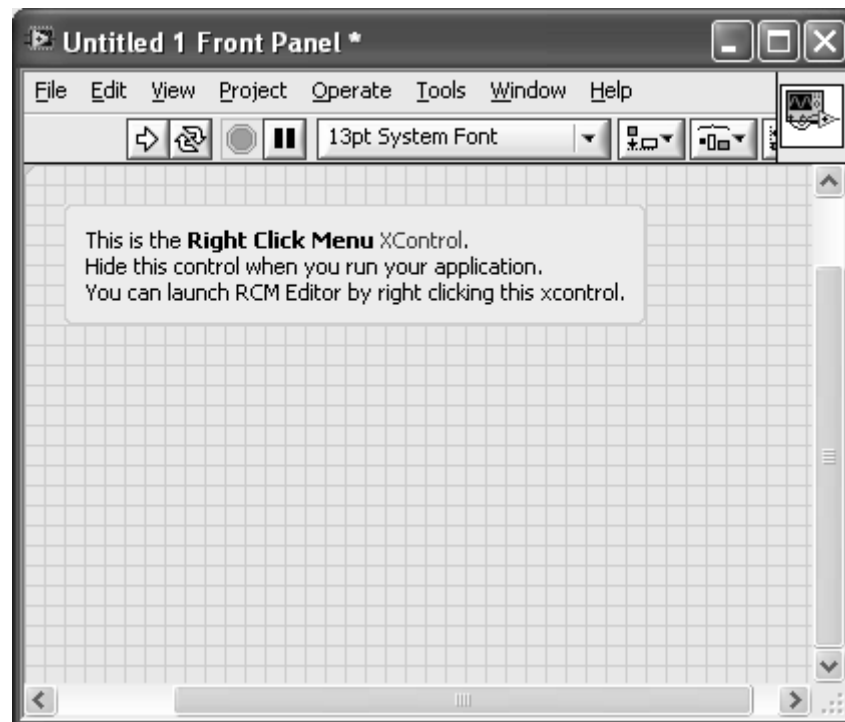 Untitled 1 Front Panel *
File Edit View Project Operate Tools Window Help
13pt System Font
This is the Right Click Menu XControl.
Hide this control when you run your application.
You can launch RCM Editor by right clicking this xcontrol.